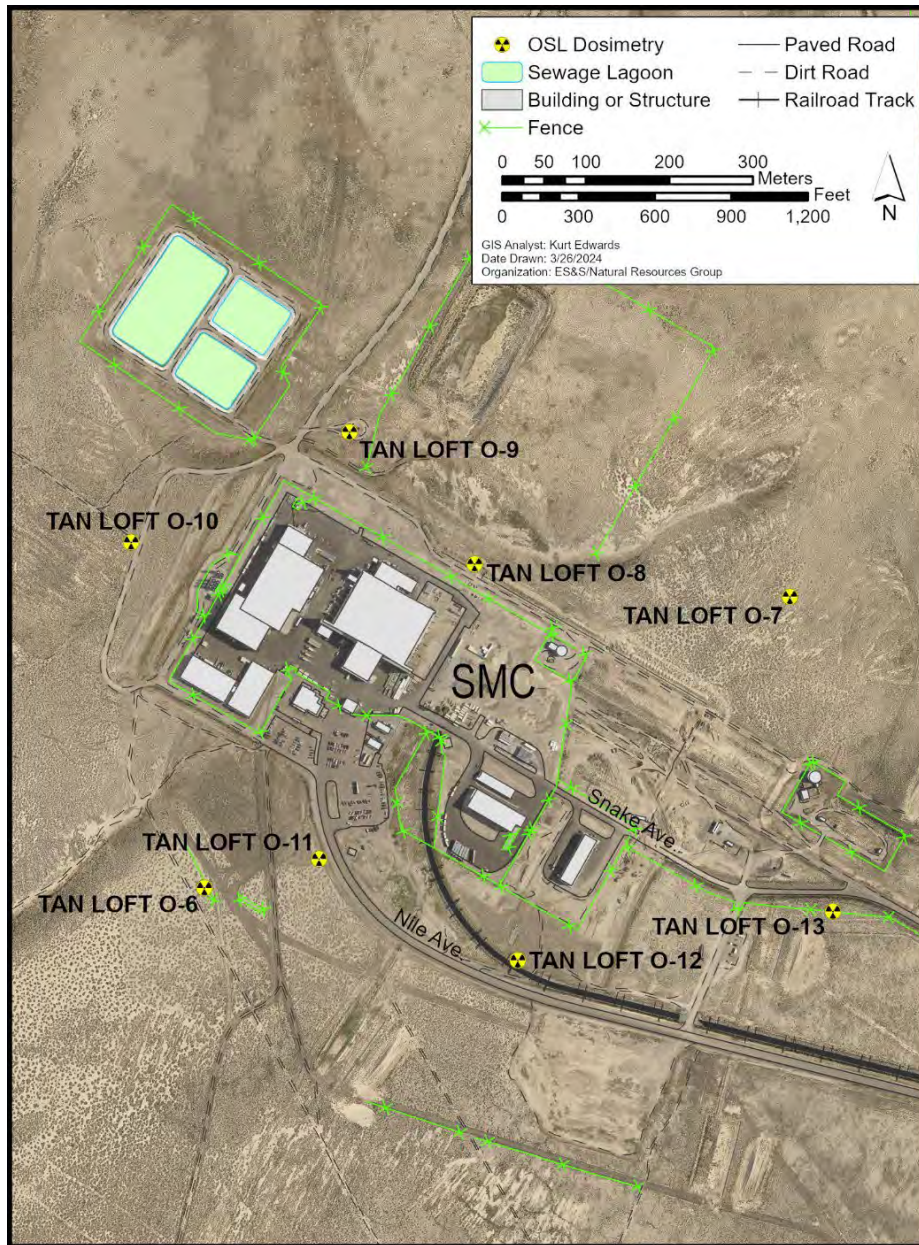 OSL Dosimetry
Sewage Lagoon
Building or Structure
Fence
Paved Road
Dirt Road
Railroad Track
0 50 100 200 300
Meters
Feet
0 300 600 900 1,200
N
GIS Analyst: Kurt Edwards
Date Drawn: 3/26/2024
Organization: ES&S/Natural Resources Group
TAN LOFT O-9
TAN LOFT O-10
TAN LOFT O-8
TAN LOFT O-7
SMC
Snake Ave.
TAN LOFT O-11
TAN LOFT O-6
TAN LOFT O-13
Nile Ave.
TAN LOFT O-12